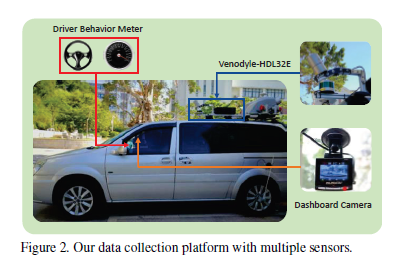 Driver Behavior Meter
Venodyle-HDL32E
Dashboard Camera
Figure 2. Our data collection platform with multiple sensors.